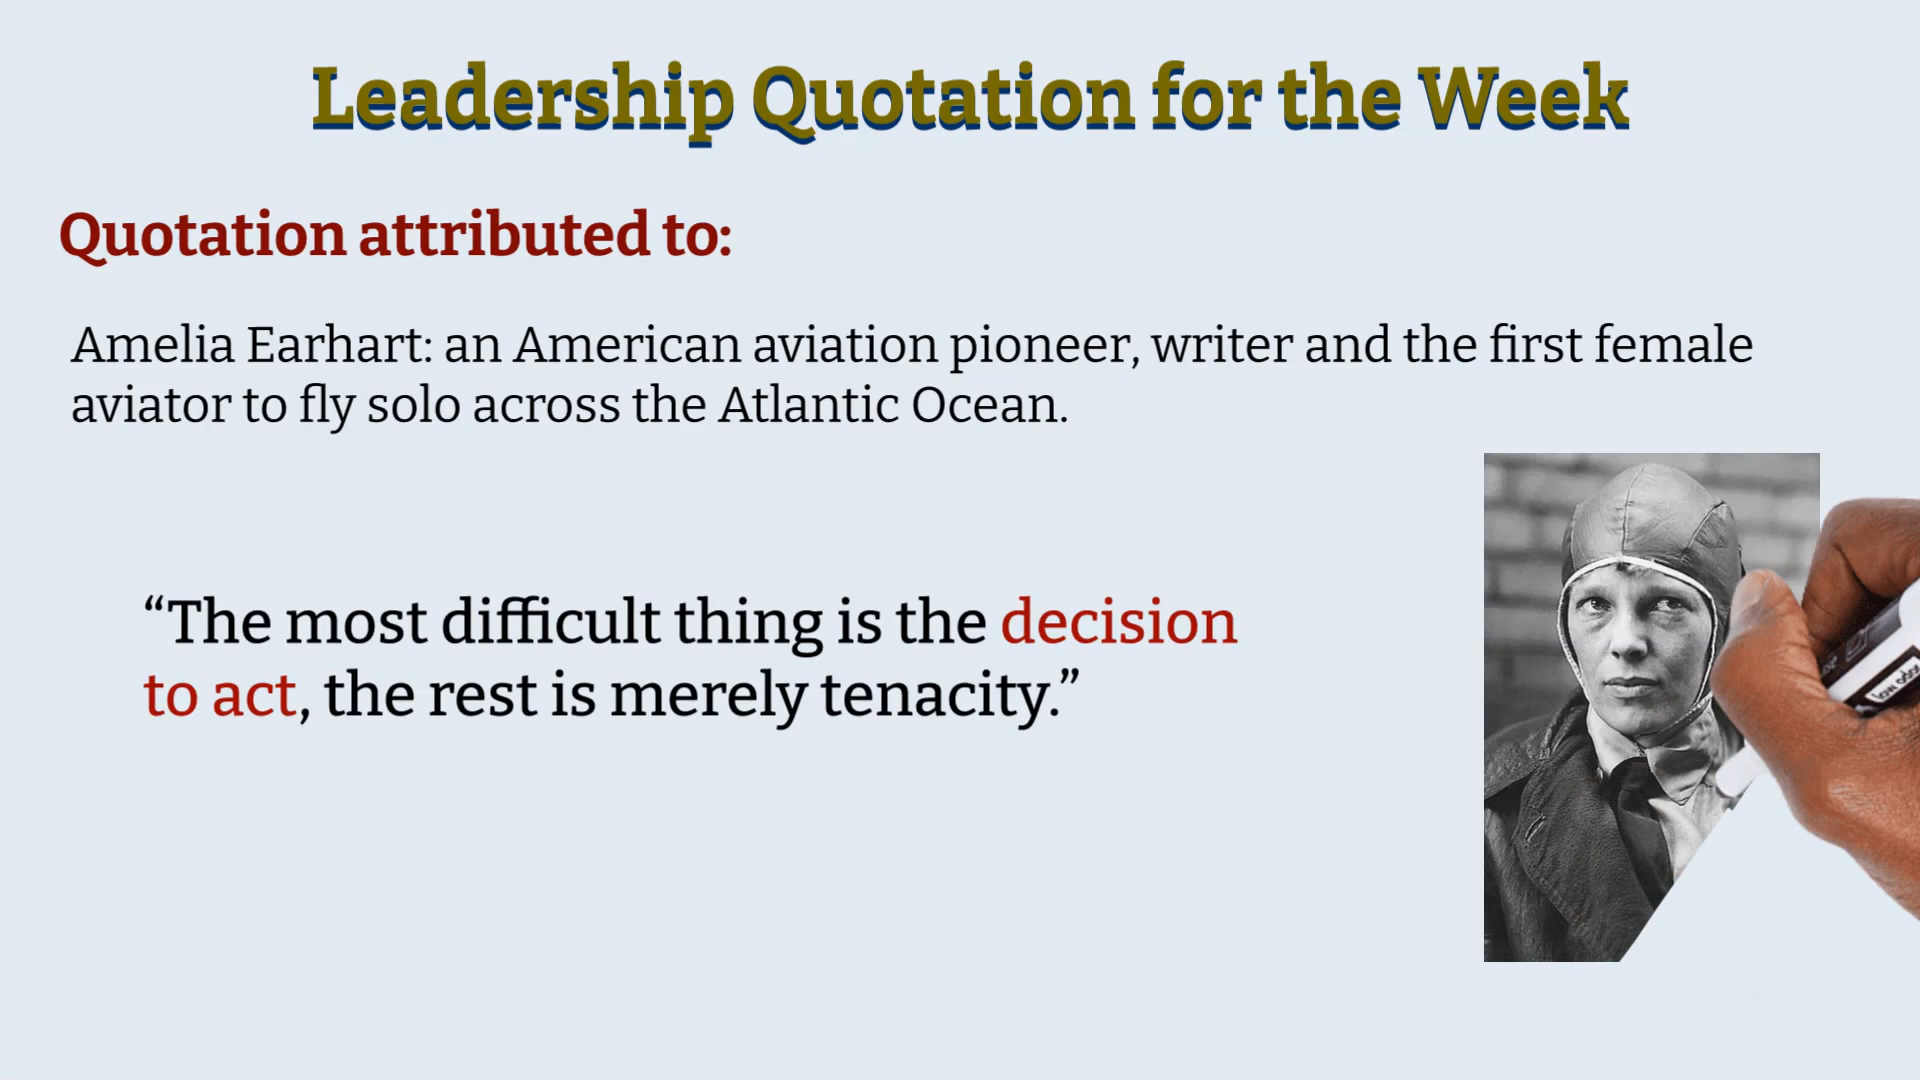 Leadership Quotation for the Week
Quotation attributed to:
Amelia Earhart: an American aviation pioneer, writer and the first female
aviator to fly solo across the Atlantic Ocean.
“The most difficult thing is the decision
to act, the rest is merely tenacity.”
low odor